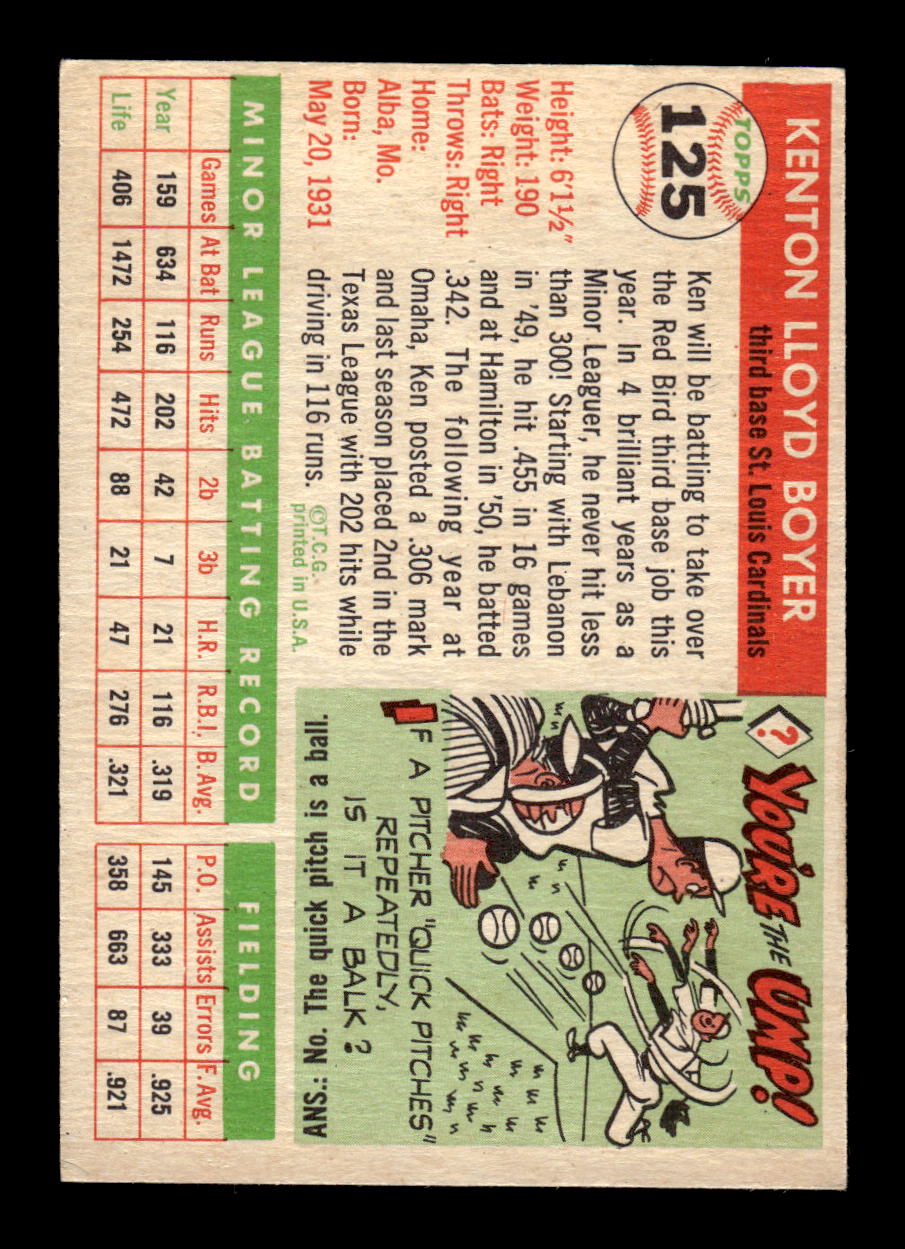 KENTON LLOYD BOYER
third base St. Louis Cardinals
TOPPS
125
Height: 6'1½"
Weight: 190
Bats: Right
Throws: Right
Home:
Alba, Mo.
Born:
May 20, 1931
Ken will be battling to take over
the Red Bird third base job this
year. In 4 brilliant years as a
Minor Leaguer, he never hit less
than 300! Starting with Lebanon
in '49, he hit .455 in 16 games
and at Hamilton in '50, he batted
.342. The following year at
Omaha, Ken posted a .306 mark
and last season placed 2nd in the
Texas League with 202 hits while
driving in 116 runs.
©T.C.G.
printed in U.S.A.
?
YOU'RE THE UMP!
IF A PITCHER "QUICK PITCHES"
REPEATEDLY,
IS IT A BALK?
ANS.: No. The quick pitch is a ball.
MINOR LEAGUE BATTING RECORD
Games At Bat Runs Hits 2b 3b H.R. R.B.I. B. Avg.
Year 159 634 116 202 42 7 21 116 .319
Life 406 1472 254 472 88 21 47 276 .321
FIELDING
P.O. Assists Errors F. Avg.
145 333 39 .925
358 663 87 .921